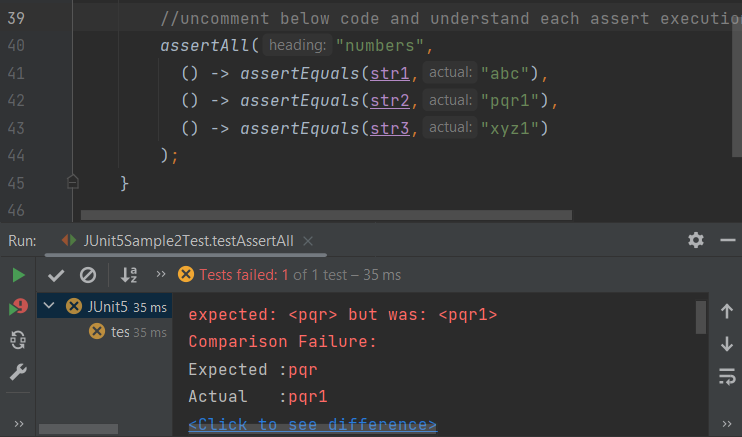 39 //uncomment below code and understand each assert executio
40 assertAll( heading: "numbers",
41 () -> assertEquals(str1, actual: "abc"),
42 () -> assertEquals(str2, actual: "pqr1"),
43 () -> assertEquals(str3, actual: "xyz1")
44 );
45 }
46
Run: JUnit5Sample2Test.testAssertAll ×
>> Tests failed: 1 of 1 test – 35 ms
JUnit5 35 ms
tes 35 ms
expected: <pqr> but was: <pqr1>
Comparison Failure:
Expected :pqr
Actual :pqr1
<Click to see difference>